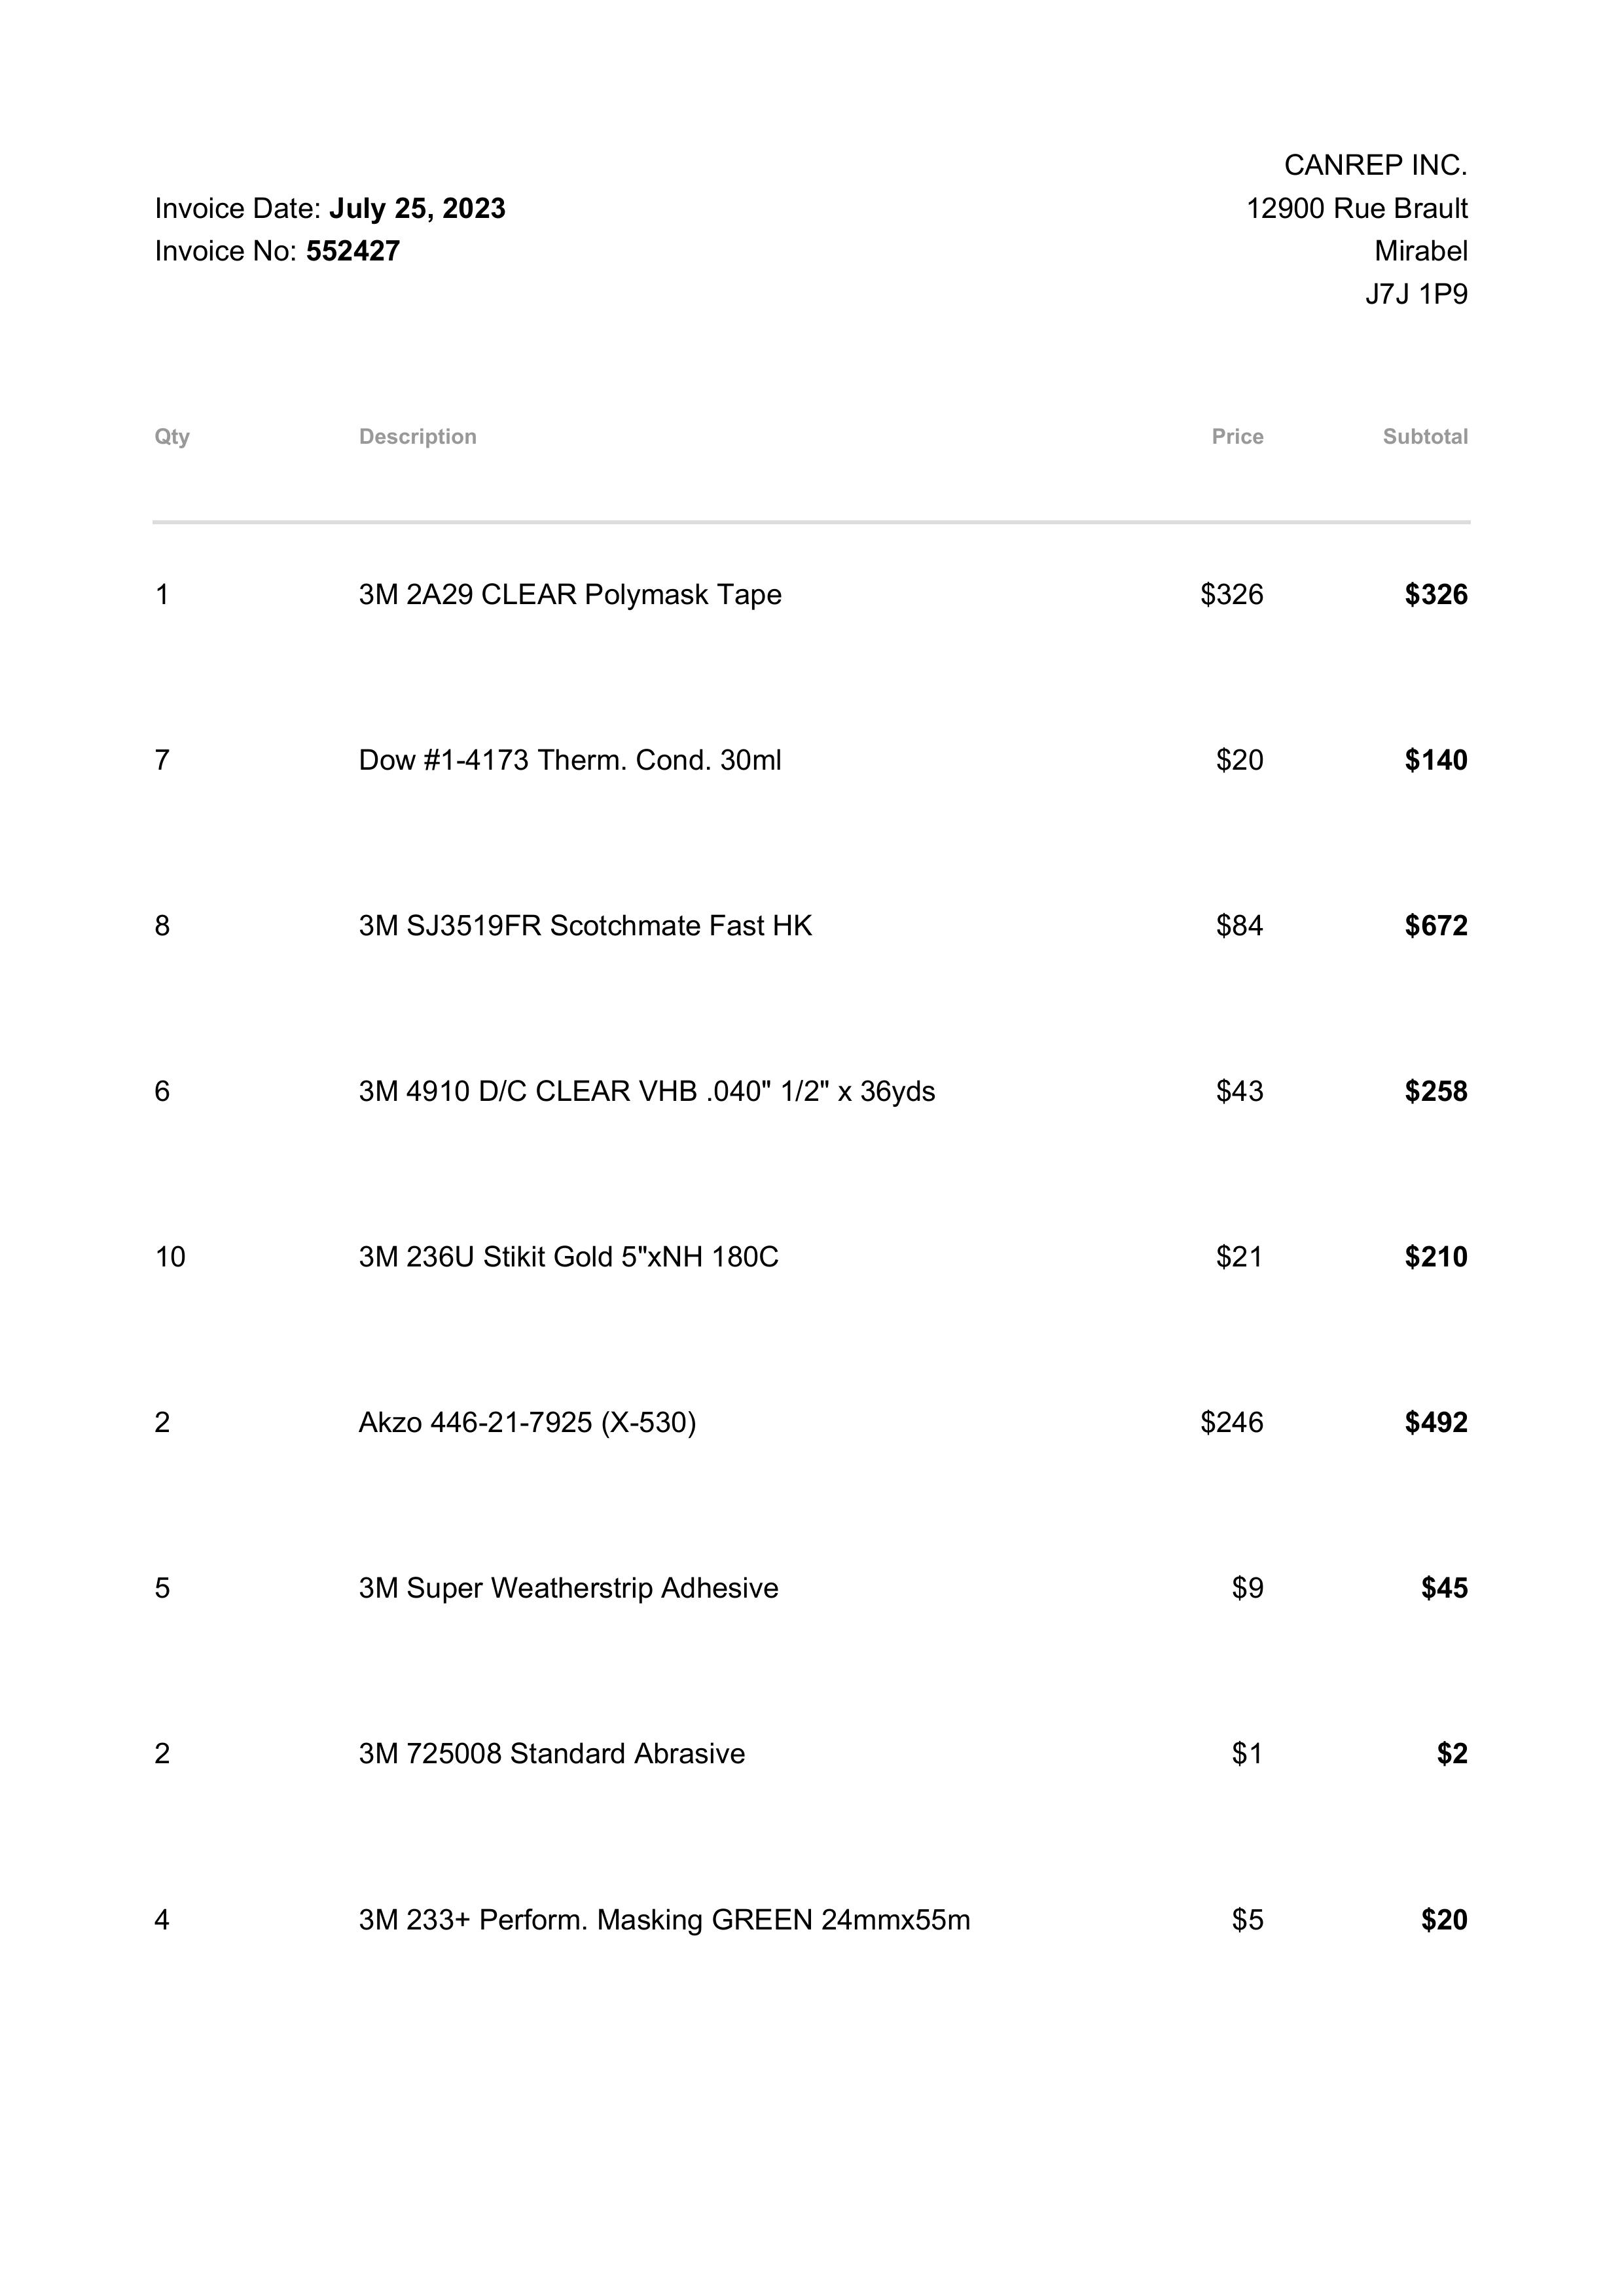 CANREP INC.
Invoice Date: July 25, 2023 12900 Rue Brault
Invoice No: 552427 Mirabel
J7J 1P9
Qty Description Price Subtotal
1 3M 2A29 CLEAR Polymask Tape $326 $326
7 Dow #1-4173 Therm. Cond. 30ml $20 $140
8 3M SJ3519FR Scotchmate Fast HK $84 $672
6 3M 4910 D/C CLEAR VHB .040" 1/2" x 36yds $43 $258
10 3M 236U Stikit Gold 5"xNH 180C $21 $210
2 Akzo 446-21-7925 (X-530) $246 $492
5 3M Super Weatherstrip Adhesive $9 $45
2 3M 725008 Standard Abrasive $1 $2
4 3M 233+ Perform. Masking GREEN 24mmx55m $5 $20